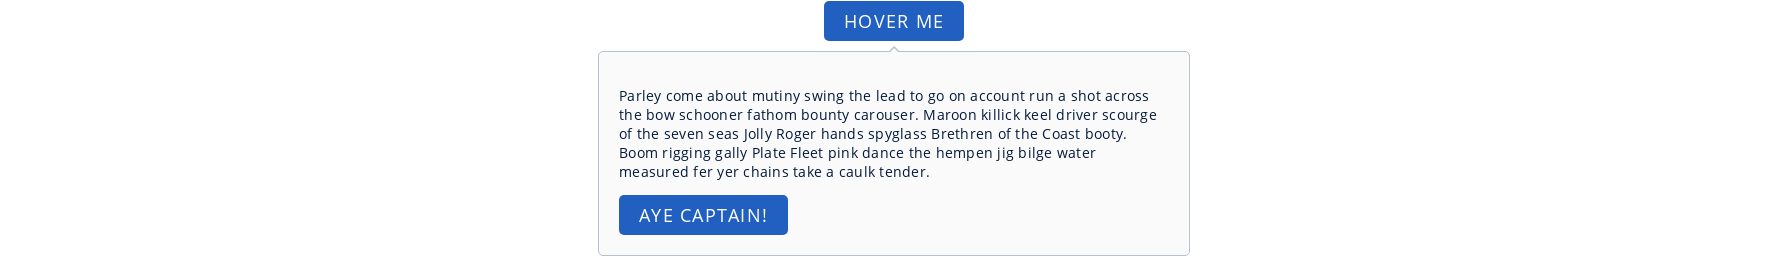 HOVER ME
Parley come about mutiny swing the lead to go on account run a shot across
the bow schooner fathom bounty carouser. Maroon killick keel driver scourge
of the seven seas Jolly Roger hands spyglass Brethren of the Coast booty.
Boom rigging gally Plate Fleet pink dance the hempen jig bilge water
measured fer yer chains take a caulk tender.
AYE CAPTAIN!